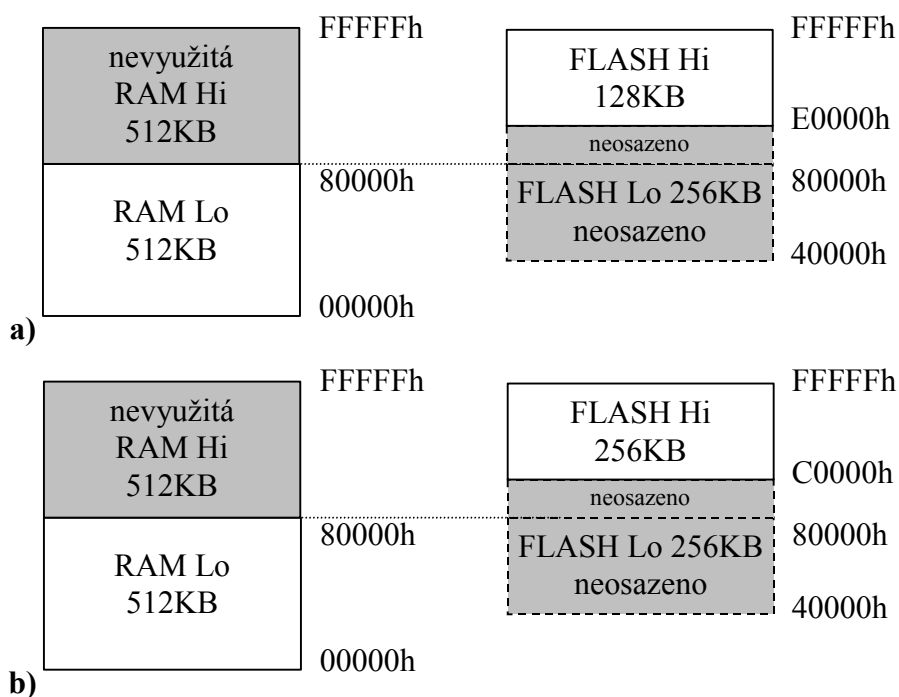 nevyužitá
RAM Hi
512KB
FFFFFh
RAM Lo
512KB
80000h
00000h
FLASH Hi
128KB
FFFFFh
E0000h
neosazeno
FLASH Lo 256KB
neosazeno
80000h
40000h
a)
nevyužitá
RAM Hi
512KB
FFFFFh
RAM Lo
512KB
80000h
00000h
FLASH Hi
256KB
FFFFFh
C0000h
neosazeno
FLASH Lo 256KB
neosazeno
80000h
40000h
b)